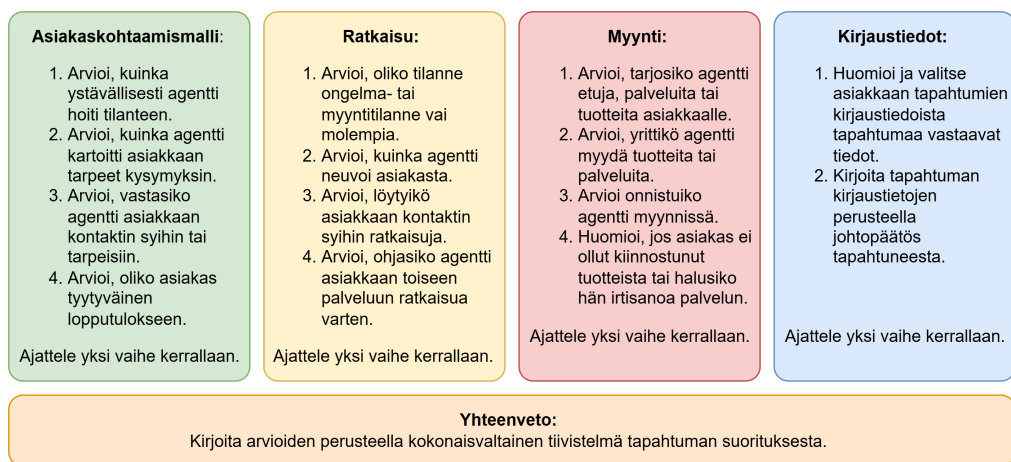 Asiakaskohtaamismalli:
1. Arvioi, kuinka
ystävällisesti agentti
hoiti tilanteen.
2. Arvioi, kuinka agentti
kartoitti asiakkaan
tarpeet kysymyksin.
3. Arvioi, vastasiko
agentti asiakkaan
kontaktin syihin tai
tarpeisiin.
4. Arvioi, oliko asiakas
tyytyväinen
lopputulokseen.
Ajattele yksi vaihe kerrallaan.
Ratkaisu:
1. Arvioi, oliko tilanne
ongelma- tai
myyntitilanne vai
molempia.
2. Arvioi, kuinka agentti
neuvoi asiakasta.
3. Arvioi, löytyikö
asiakkaan kontaktin
syihin ratkaisuja.
4. Arvioi, ohjasiko agentti
asiakkaan toiseen
palveluun ratkaisua
varten.
Ajattele yksi vaihe kerrallaan.
Myynti:
1. Arvioi, tarjosiko agentti
etuja, palveluita tai
tuotteita asiakkaalle.
2. Arvioi, yrittikö agentti
myydä tuotteita tai
palveluita.
3. Arvioi onnistuiko
agentti myynnissä.
4. Huomioi, jos asiakas ei
ollut kiinnostunut
tuotteista tai halusiko
hän irtisanoa palvelun.
Ajattele yksi vaihe kerrallaan.
Kirjaustiedot:
1. Huomioi ja valitse
asiakkaan tapahtumien
kirjaustiedoista
tapahtumaa vastaavat
tiedot.
2. Kirjoita tapahtuman
kirjaustietojen
perusteella
johtopäätös
tapahtuneesta.
Ajattele yksi vaihe kerrallaan.
Yhteenveto:
Kirjoita arvioiden perusteella kokonaisvaltainen tiivistelmä tapahtuman suorituksesta.